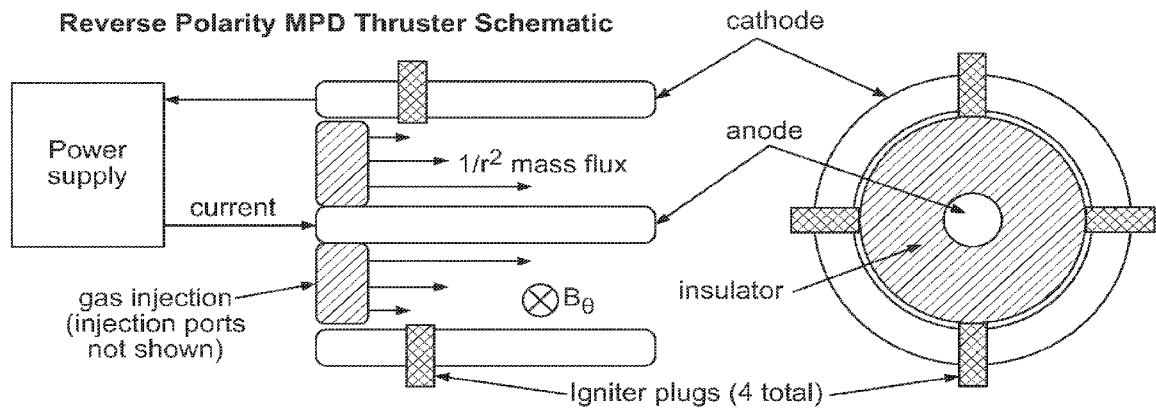 Reverse Polarity MPD Thruster Schematic
cathode
Power
supply
current
1/r² mass flux
anode
gas injection
(injection ports
not shown)
Bθ
insulator
Igniter plugs (4 total)